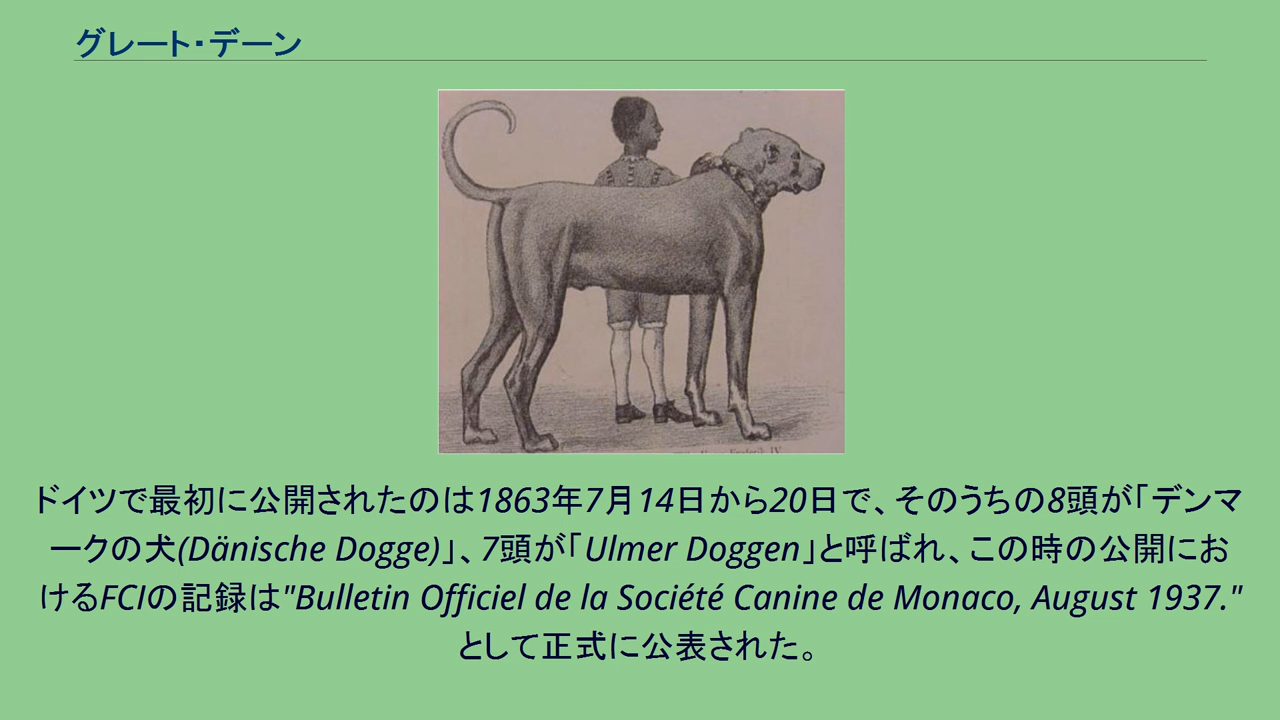 グレート・デーン
ドイツで最初に公開されたのは1863年7月14日から20日で、そのうちの8頭が「デンマ
ークの犬(Dänische Dogge)」、7頭が「Ulmer Doggen」と呼ばれ、この時の公開にお
けるFCIの記録は"Bulletin Officiel de la Société Canine de Monaco, August 1937."
として正式に公表された。